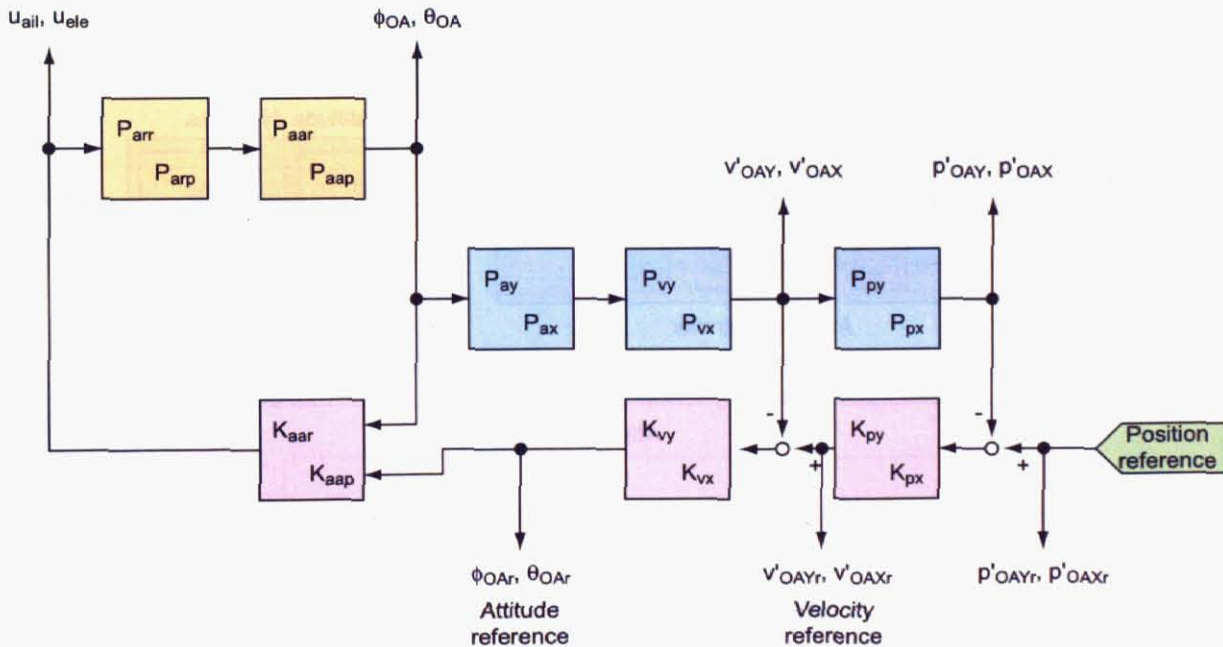 u_ail, u_ele
ϕ_OA, θ_OA
P_arr
P_arp
P_aar
P_aap
v'_OAY, v'_OAX
p'_OAY, p'_OAX
P_ay
P_ax
P_vy
P_vx
P_py
P_px
K_aar
K_aap
K_vy
K_vx
-
+
K_py
K_px
-
+
Position
reference
ϕ_OAr, θ_OAr
Attitude
reference
v'_OAYr, v'_OAXr
Velocity
reference
p'_OAYr, p'_OAXr